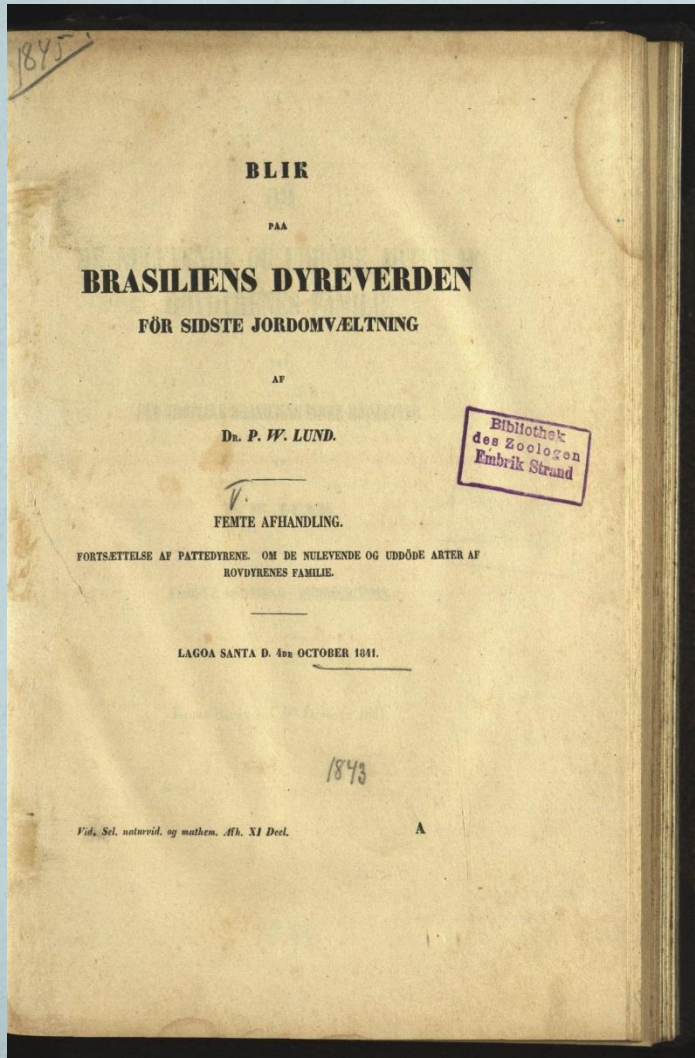 1845
BLIK
PAA
BRASILIENS DYREVERDEN
FÖR SIDSTE JORDOMVÆLTNING
AF
DR. P. W. LUND.
Bibliothek
des Zoologen
Embrik Strand
V.
FEMTE AFHANDLING.
FORTSÆTTELSE AF PATTEDYRENE. OM DE NULEVENDE OG UDDÖDE ARTER AF
ROVDYRENES FAMILIE.
LAGOA SANTA D. 4DE OCTOBER 1841.
1843
Vid. Sel. naturvid. og mathem. Afh. XI Deel.
A